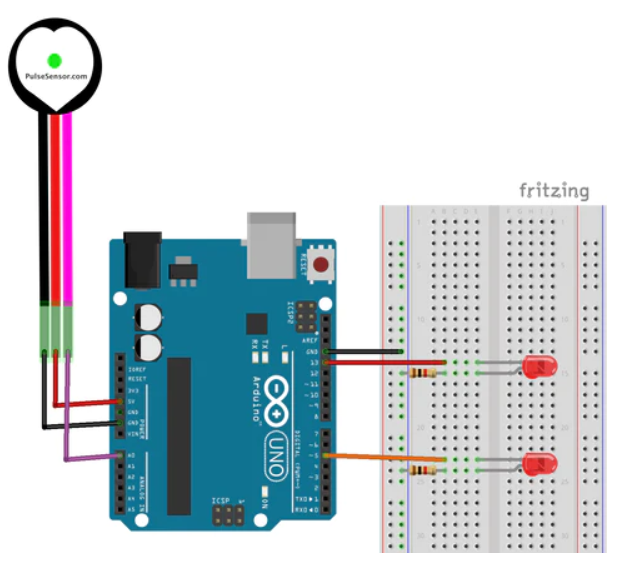 PulseSensor.com
fritzing
RESET
ICSP2
AREF
GND
13
12
~11
~10
~9
8
7
~6
~5
4
~3
2
TXO►1
RXO◄0
DIGITAL (PWM=~)
L
TX
RX
Arduino
UNO
ON
ICSP
IOREF
RESET
3V3
5V
GND
GND
VIN
POWER
A0
A1
A2
A3
A4
A5
ANALOG IN